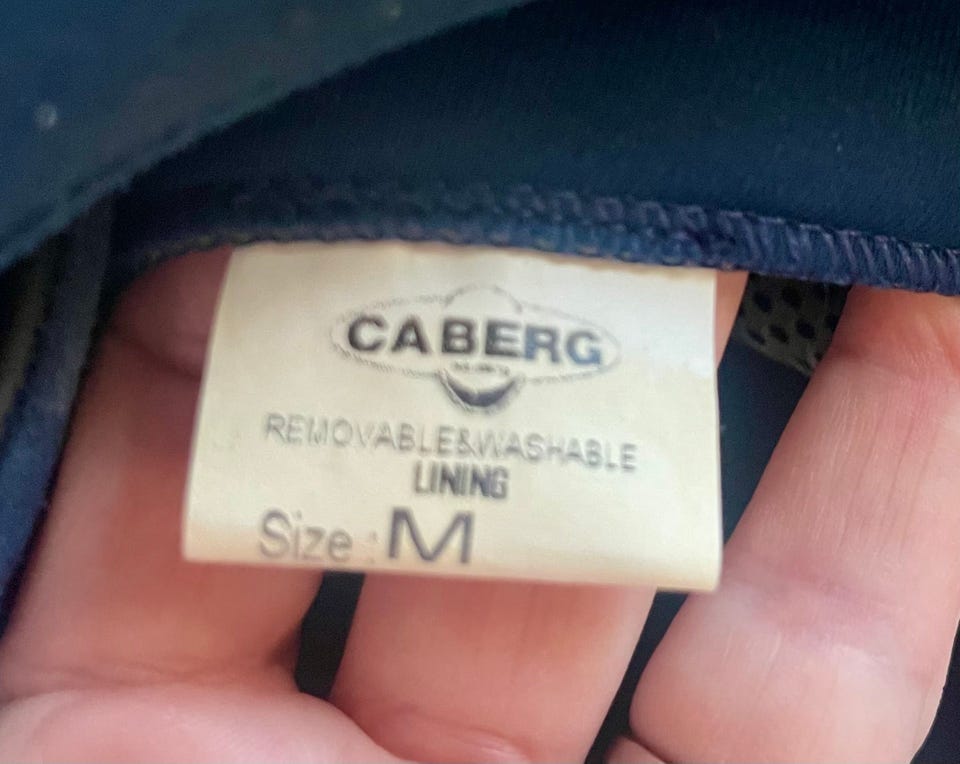 CABERG
REMOVABLE&WASHABLE
LINING
Size : M